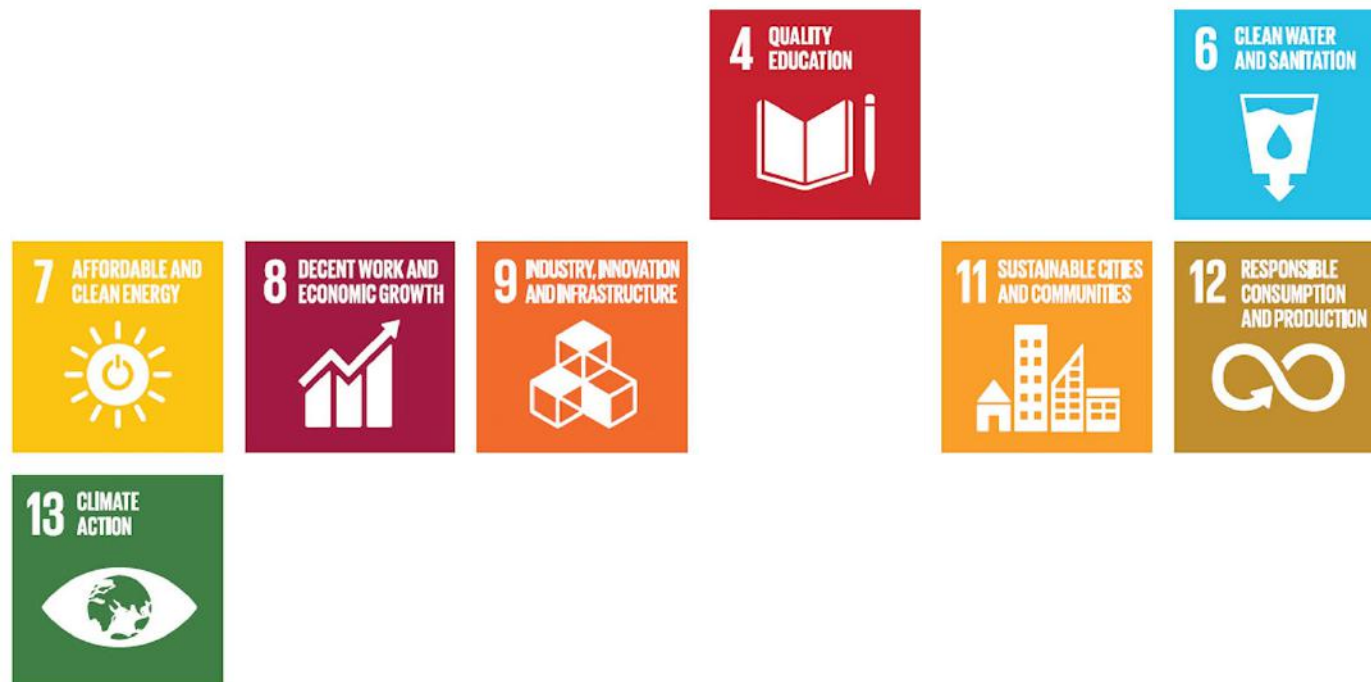 4 QUALITY
EDUCATION
6 CLEAN WATER
AND SANITATION
7 AFFORDABLE AND
CLEAN ENERGY
8 DECENT WORK AND
ECONOMIC GROWTH
9 INDUSTRY, INNOVATION
AND INFRASTRUCTURE
11 SUSTAINABLE CITIES
AND COMMUNITIES
12 RESPONSIBLE
CONSUMPTION
AND PRODUCTION
13 CLIMATE
ACTION